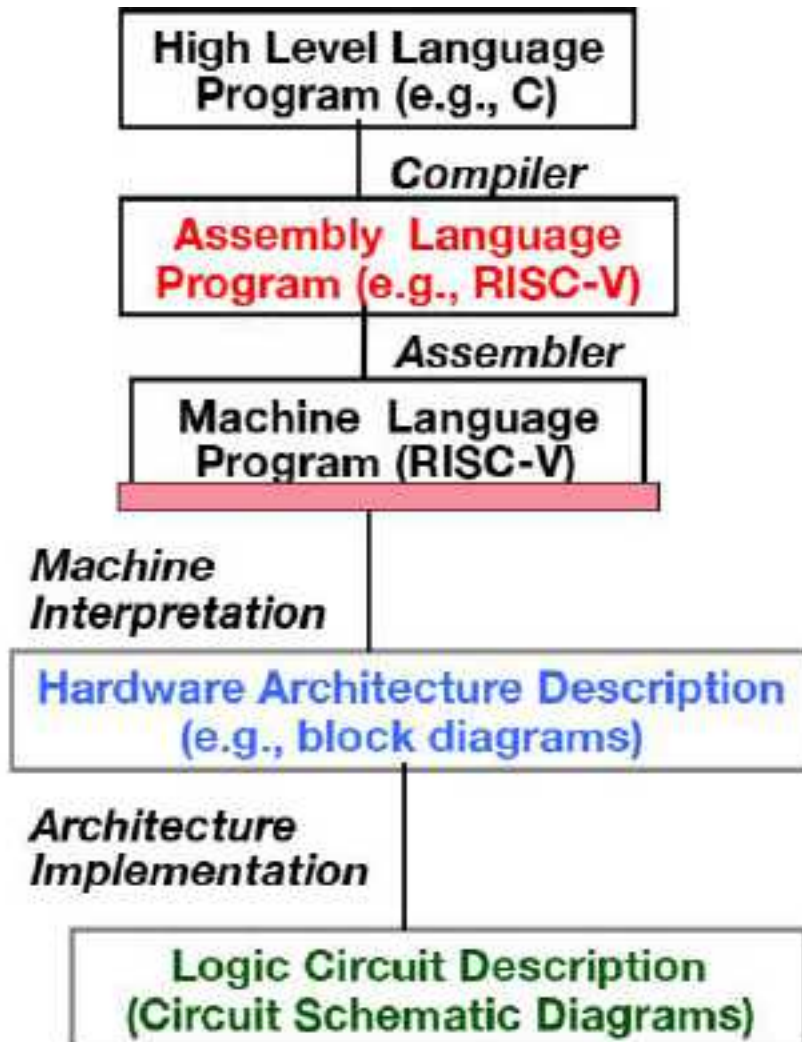 High Level Language
Program (e.g., C)
Compiler
Assembly Language
Program (e.g., RISC-V)
Assembler
Machine Language
Program (RISC-V)
Machine
Interpretation
Hardware Architecture Description
(e.g., block diagrams)
Architecture
Implementation
Logic Circuit Description
(Circuit Schematic Diagrams)